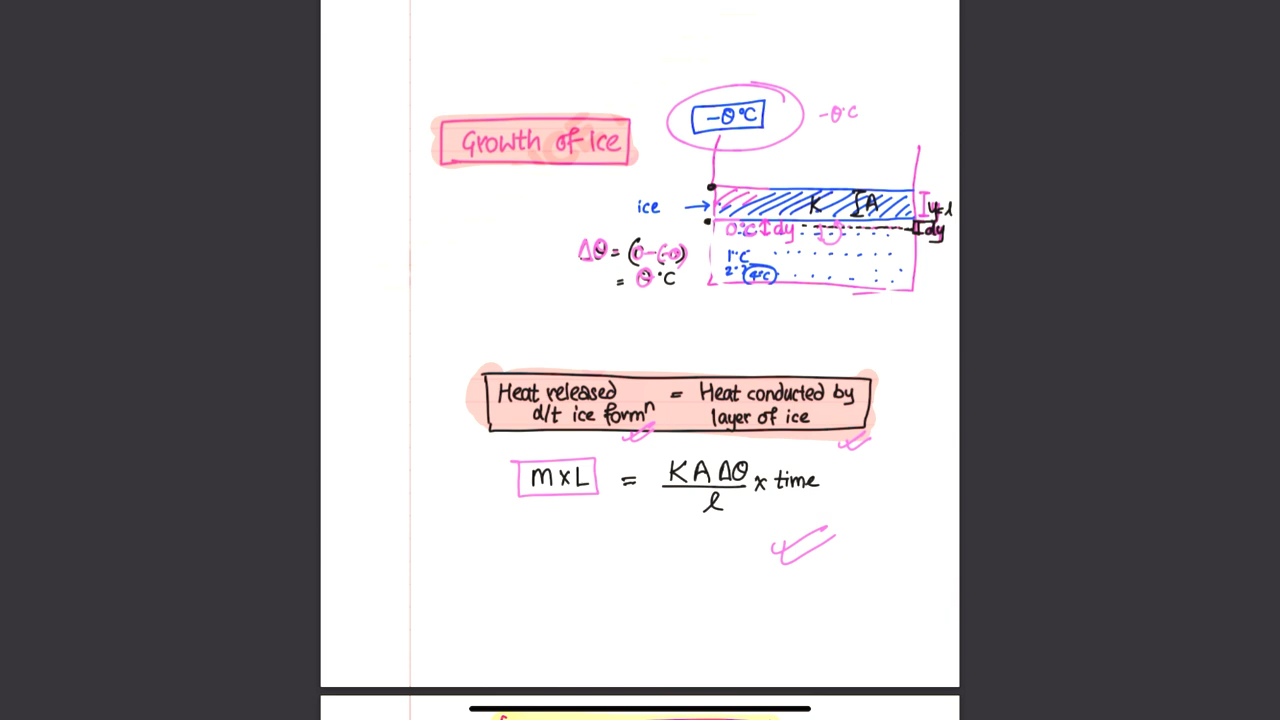 -θ°C
-θ°C
Growth of Ice
ice
K
A
y=l
0°C
dy
dy
Δθ = (0-(-θ))
= θ°C
1°C
2°
4°C
Heat released = Heat conducted by
d/t ice formⁿ layer of ice
m x L = KAΔθ/l x time